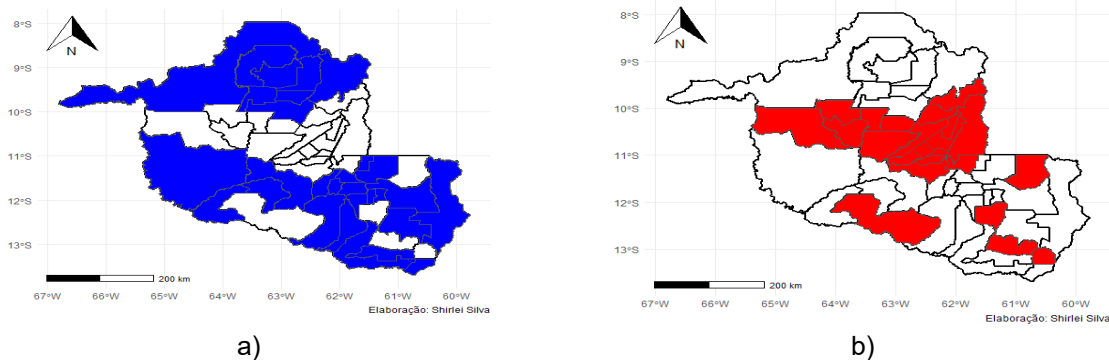 N
8°S
9°S
10°S
11°S
12°S
13°S
200 km
67°W 66°W 65°W 64°W 63°W 62°W 61°W 60°W
Elaboração: Shirlei Silva
a)
N
8°S
9°S
10°S
11°S
12°S
13°S
200 km
67°W 66°W 65°W 64°W 63°W 62°W 61°W 60°W
Elaboração: Shirlei Silva
b)